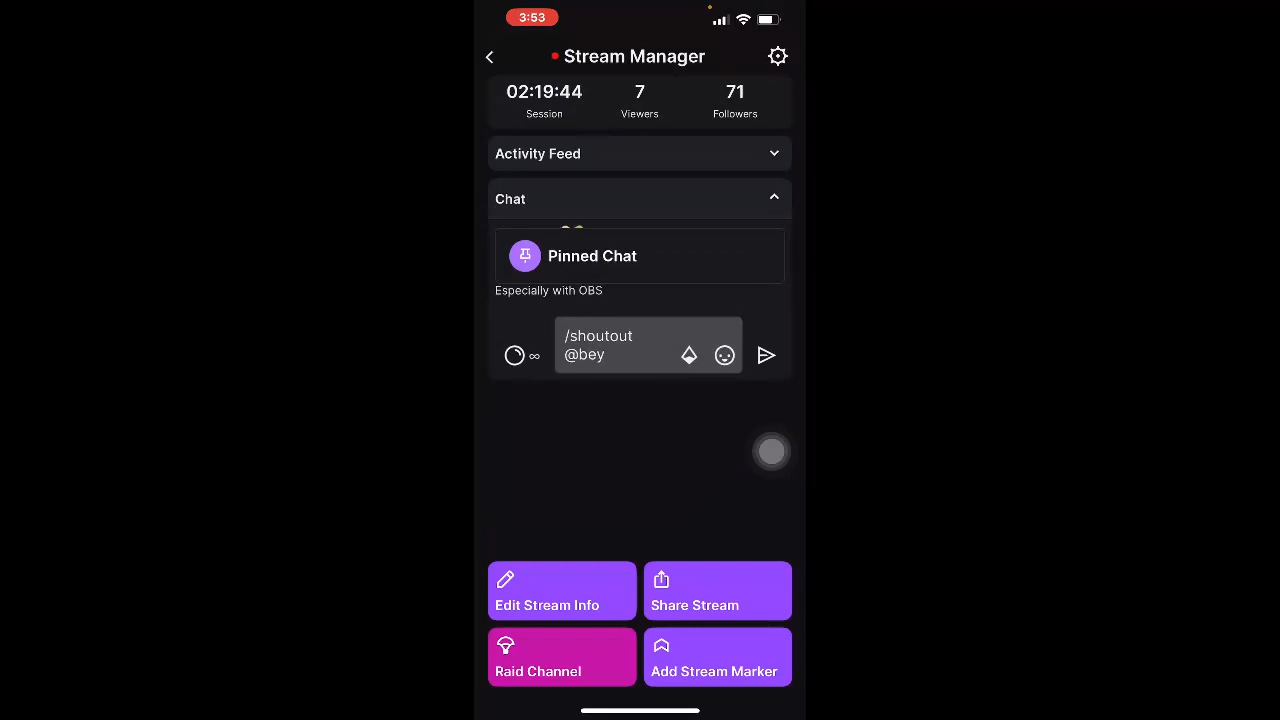 3:53
Stream Manager
02:19:44 7 71
Session Viewers Followers
Activity Feed
Chat
Pinned Chat
Especially with OBS
/shoutout
@bey
∞
Edit Stream Info
Share Stream
Raid Channel
Add Stream Marker